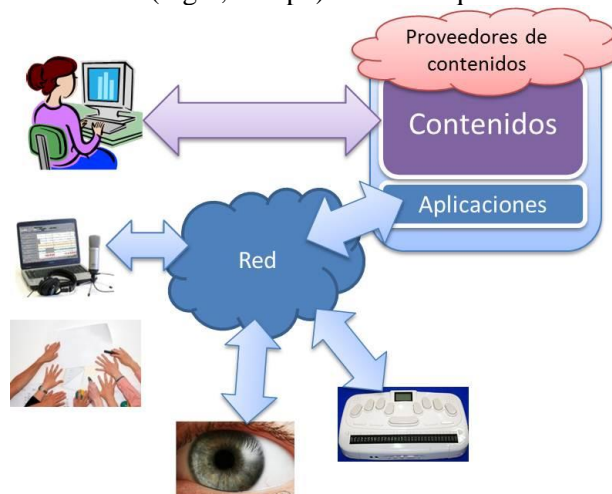 Proveedores de
contenidos
Contenidos
Aplicaciones
Red